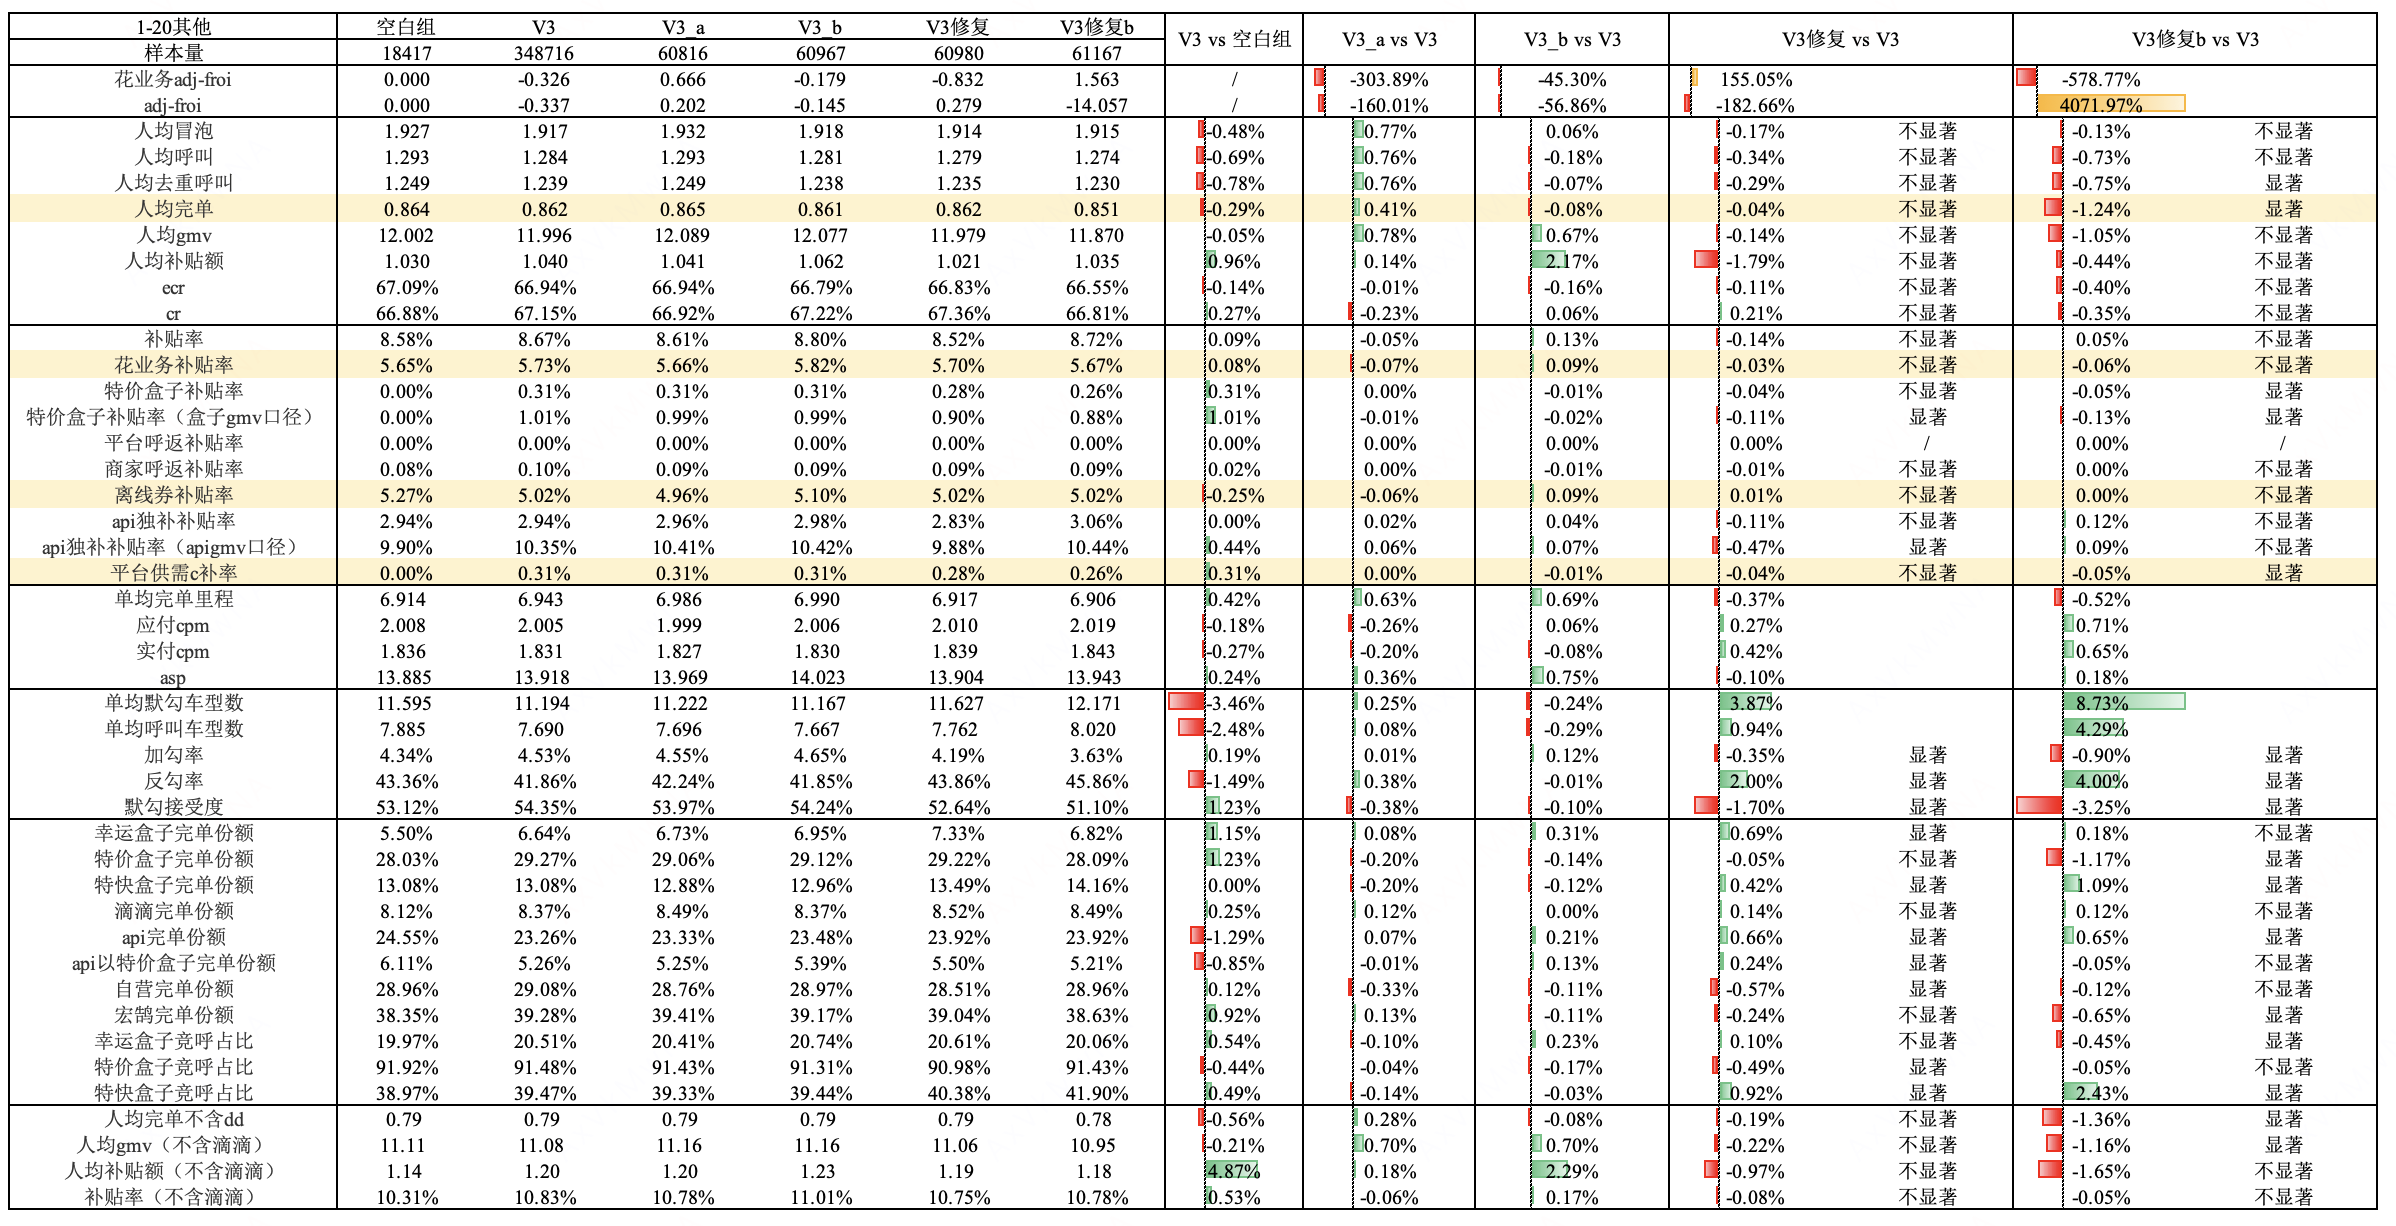 1-20其他 空白组 V3 V3_a V3_b V3修复 V3修复b V3 vs 空白组 V3_a vs V3 V3_b vs V3 V3修复 vs V3 V3修复b vs V3
样本量 18417 348716 60816 60967 60980 61167
花业务adj-froi 0.000 -0.326 0.666 -0.179 -0.832 1.563 / -303.89% -45.30% 155.05% -578.77%
adj-froi 0.000 -0.337 0.202 -0.145 0.279 -14.057 / -160.01% -56.86% -182.66% 4071.97%
人均冒泡 1.927 1.917 1.932 1.918 1.914 1.915 -0.48% 0.77% 0.06% -0.17% 不显著 -0.13% 不显著
人均呼叫 1.293 1.284 1.293 1.281 1.279 1.274 -0.69% 0.76% -0.18% -0.34% 不显著 -0.73% 不显著
人均去重呼叫 1.249 1.239 1.249 1.238 1.235 1.230 -0.78% 0.76% -0.07% -0.29% 不显著 -0.75% 显著
人均完单 0.864 0.862 0.865 0.861 0.862 0.851 -0.29% 0.41% -0.08% -0.04% 不显著 -1.24% 显著
人均gmv 12.002 11.996 12.089 12.077 11.979 11.870 -0.05% 0.78% 0.67% -0.14% 不显著 -1.05% 不显著
人均补贴额 1.030 1.040 1.041 1.062 1.021 1.035 0.96% 0.14% 2.17% -1.79% 不显著 -0.44% 不显著
ecr 67.09% 66.94% 66.94% 66.79% 66.83% 66.55% -0.14% -0.01% -0.16% -0.11% 不显著 -0.40% 不显著
cr 66.88% 67.15% 66.92% 67.22% 67.36% 66.81% 0.27% -0.23% 0.06% 0.21% 不显著 -0.35% 不显著
补贴率 8.58% 8.67% 8.61% 8.80% 8.52% 8.72% 0.09% -0.05% 0.13% -0.14% 不显著 0.05% 不显著
花业务补贴率 5.65% 5.73% 5.66% 5.82% 5.70% 5.67% 0.08% -0.07% 0.09% -0.03% 不显著 -0.06% 不显著
特价盒子补贴率 0.00% 0.31% 0.31% 0.31% 0.28% 0.26% 0.31% 0.00% -0.01% -0.04% 不显著 -0.05% 显著
特价盒子补贴率（盒子gmv口径） 0.00% 1.01% 0.99% 0.99% 0.90% 0.88% 1.01% -0.01% -0.02% -0.11% 显著 -0.13% 显著
平台呼返补贴率 0.00% 0.00% 0.00% 0.00% 0.00% 0.00% 0.00% 0.00% 0.00% 0.00% / 0.00% /
商家呼返补贴率 0.08% 0.10% 0.09% 0.09% 0.09% 0.09% 0.02% 0.00% -0.01% -0.01% 不显著 0.00% 不显著
离线券补贴率 5.27% 5.02% 4.96% 5.10% 5.02% 5.02% -0.25% -0.06% 0.09% 0.01% 不显著 0.00% 不显著
api独补补贴率 2.94% 2.94% 2.96% 2.98% 2.83% 3.06% 0.00% 0.02% 0.04% -0.11% 不显著 0.12% 不显著
api独补补贴率（apigmv口径） 9.90% 10.35% 10.41% 10.42% 9.88% 10.44% 0.44% 0.06% 0.07% -0.47% 显著 0.09% 不显著
平台供需c补率 0.00% 0.31% 0.31% 0.31% 0.28% 0.26% 0.31% 0.00% -0.01% -0.04% 不显著 -0.05% 显著
单均完单里程 6.914 6.943 6.986 6.990 6.917 6.906 0.42% 0.63% 0.69% -0.37% -0.52%
应付cpm 2.008 2.005 1.999 2.006 2.010 2.019 -0.18% -0.26% 0.06% 0.27% 0.71%
实付cpm 1.836 1.831 1.827 1.830 1.839 1.843 -0.27% -0.20% -0.08% 0.42% 0.65%
asp 13.885 13.918 13.969 14.023 13.904 13.943 0.24% 0.36% 0.75% -0.10% 0.18%
单均默勾车型数 11.595 11.194 11.222 11.167 11.627 12.171 -3.46% 0.25% -0.24% 3.87% 8.73%
单均呼叫车型数 7.885 7.690 7.696 7.667 7.762 8.020 -2.48% 0.08% -0.29% 0.94% 4.29%
加勾率 4.34% 4.53% 4.55% 4.65% 4.19% 3.63% 0.19% 0.01% 0.12% -0.35% 显著 -0.90% 显著
反勾率 43.36% 41.86% 42.24% 41.85% 43.86% 45.86% -1.49% 0.38% -0.01% 2.00% 显著 4.00% 显著
默勾接受度 53.12% 54.35% 53.97% 54.24% 52.64% 51.10% 1.23% -0.38% -0.10% -1.70% 显著 -3.25% 显著
幸运盒子完单份额 5.50% 6.64% 6.73% 6.95% 7.33% 6.82% 1.15% 0.08% 0.31% 0.69% 显著 0.18% 不显著
特价盒子完单份额 28.03% 29.27% 29.06% 29.12% 29.22% 28.09% 1.23% -0.20% -0.14% -0.05% 不显著 -1.17% 显著
特快盒子完单份额 13.08% 13.08% 12.88% 12.96% 13.49% 14.16% 0.00% -0.20% -0.12% 0.42% 显著 1.09% 显著
滴滴完单份额 8.12% 8.37% 8.49% 8.37% 8.52% 8.49% 0.25% 0.12% 0.00% 0.14% 不显著 0.12% 不显著
api完单份额 24.55% 23.26% 23.33% 23.48% 23.92% 23.92% -1.29% 0.07% 0.21% 0.66% 显著 0.65% 显著
api以特价盒子完单份额 6.11% 5.26% 5.25% 5.39% 5.50% 5.21% -0.85% -0.01% 0.13% 0.24% 显著 -0.05% 不显著
自营完单份额 28.96% 29.08% 28.76% 28.97% 28.51% 28.96% 0.12% -0.33% -0.11% -0.57% 显著 -0.12% 不显著
宏鹄完单份额 38.35% 39.28% 39.41% 39.17% 39.04% 38.63% 0.92% 0.13% -0.11% -0.24% 不显著 -0.65% 显著
幸运盒子竞呼占比 19.97% 20.51% 20.41% 20.74% 20.61% 20.06% 0.54% -0.10% 0.23% 0.10% 不显著 -0.45% 显著
特价盒子竞呼占比 91.92% 91.48% 91.43% 91.31% 90.98% 91.43% -0.44% -0.04% -0.17% -0.49% 显著 -0.05% 不显著
特快盒子竞呼占比 38.97% 39.47% 39.33% 39.44% 40.38% 41.90% 0.49% -0.14% -0.03% 0.92% 显著 2.43% 显著
人均完单不含dd 0.79 0.79 0.79 0.79 0.79 0.78 -0.56% 0.28% -0.08% -0.19% 不显著 -1.36% 显著
人均gmv（不含滴滴） 11.11 11.08 11.16 11.16 11.06 10.95 -0.21% 0.70% 0.70% -0.22% 不显著 -1.16% 显著
人均补贴额（不含滴滴） 1.14 1.20 1.20 1.23 1.19 1.18 4.87% 0.18% 2.29% -0.97% 不显著 -1.65% 不显著
补贴率（不含滴滴） 10.31% 10.83% 10.78% 11.01% 10.75% 10.78% 0.53% -0.06% 0.17% -0.08% 不显著 -0.05% 不显著